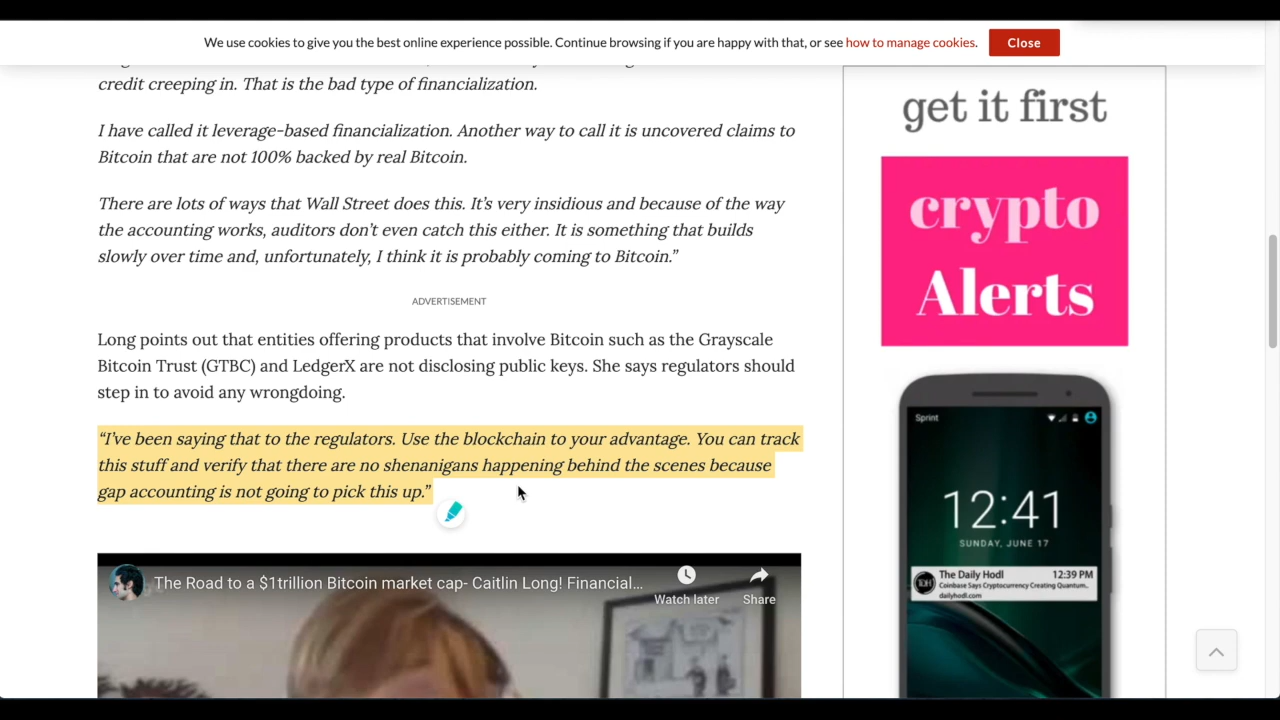 We use cookies to give you the best online experience possible. Continue browsing if you are happy with that, or see how to manage cookies.
Close
credit creeping in. That is the bad type of financialization.
I have called it leverage-based financialization. Another way to call it is uncovered claims to
Bitcoin that are not 100% backed by real Bitcoin.
There are lots of ways that Wall Street does this. It’s very insidious and because of the way
the accounting works, auditors don’t even catch this either. It is something that builds
slowly over time and, unfortunately, I think it is probably coming to Bitcoin.”
ADVERTISEMENT
Long points out that entities offering products that involve Bitcoin such as the Grayscale
Bitcoin Trust (GTBC) and LedgerX are not disclosing public keys. She says regulators should
step in to avoid any wrongdoing.
“I’ve been saying that to the regulators. Use the blockchain to your advantage. You can track
this stuff and verify that there are no shenanigans happening behind the scenes because
gap accounting is not going to pick this up.”
The Road to a $1trillion Bitcoin market cap- Caitlin Long! Financial...
Watch later
Share
get it first
crypto
Alerts
Sprint
12:41
SUNDAY, JUNE 17
The Daily Hodl
12:39 PM
Coinbase Says Cryptocurrency Creating Quantum..
dailyhodl.com